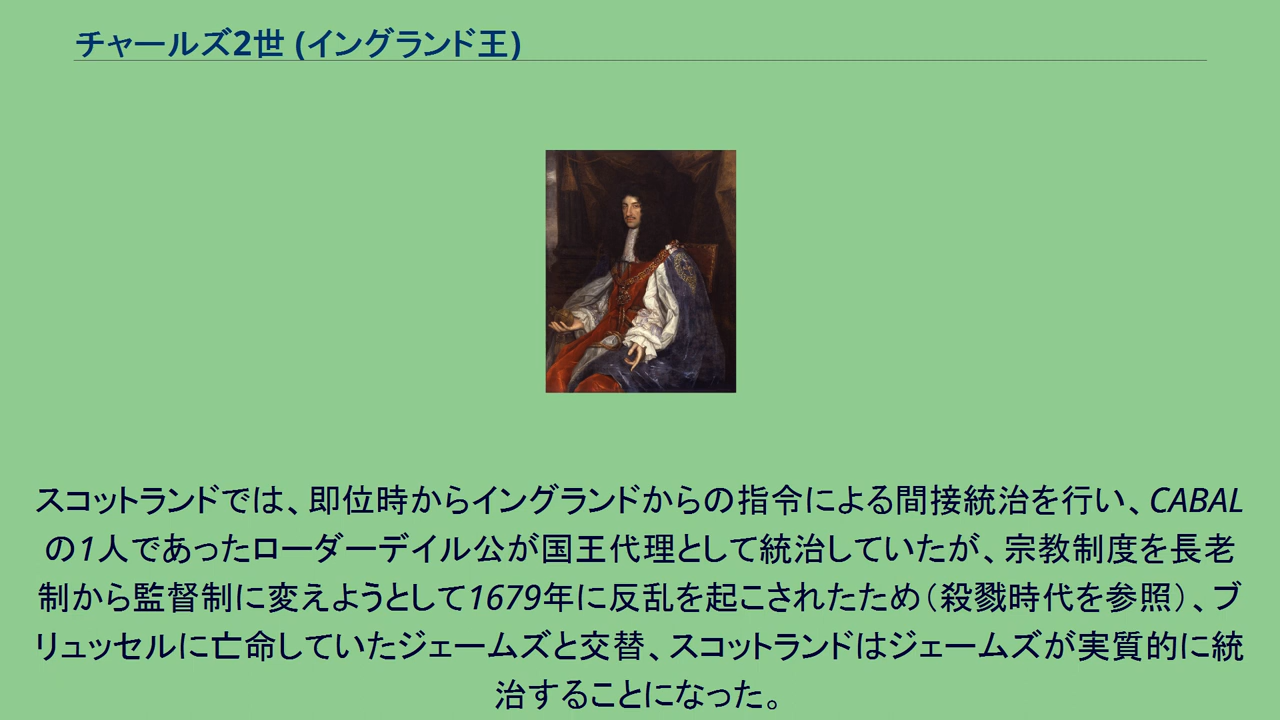 チャールズ2世 (イングランド王)
スコットランドでは、即位時からイングランドからの指令による間接統治を行い、CABAL
の1人であったローダーデイル公が国王代理として統治していたが、宗教制度を長老
制から監督制に変えようとして1679年に反乱を起こされたため（殺戮時代を参照）、ブ
リュッセルに亡命していたジェームズと交替、スコットランドはジェームズが実質的に統
治することになった。